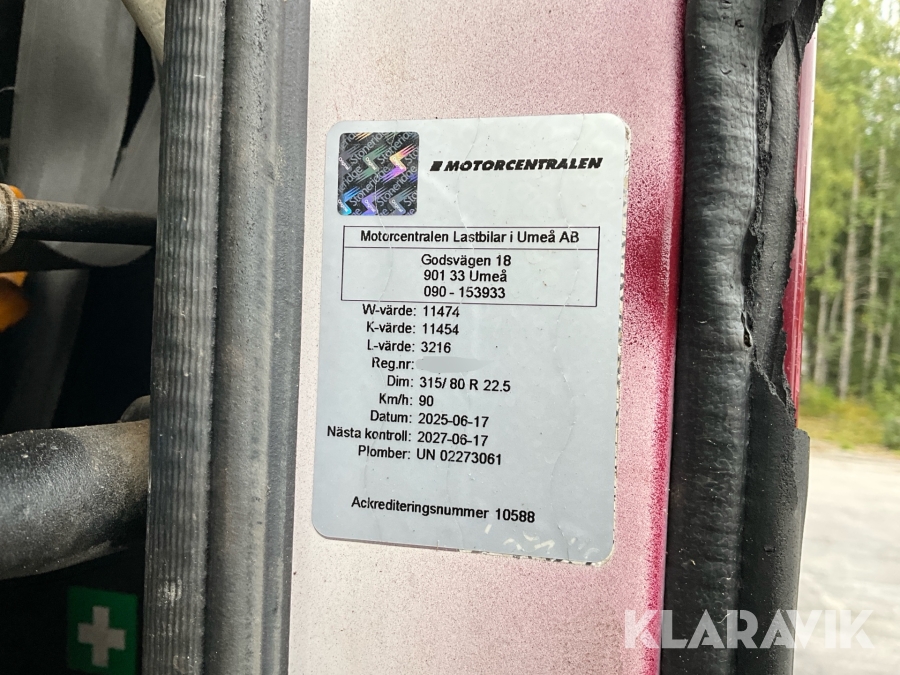 Stoneridge
MOTORCENTRALEN
Motorcentralen Lastbilar i Umeå AB
Godsvägen 18
901 33 Umeå
090 - 153933
W-värde: 11474
K-värde: 11454
L-värde: 3216
Reg.nr:
Dim: 315/ 80 R 22.5
Km/h: 90
Datum: 2025-06-17
Nästa kontroll: 2027-06-17
Plomber: UN 02273061
Ackrediteringsnummer 10588
KLARAVIK